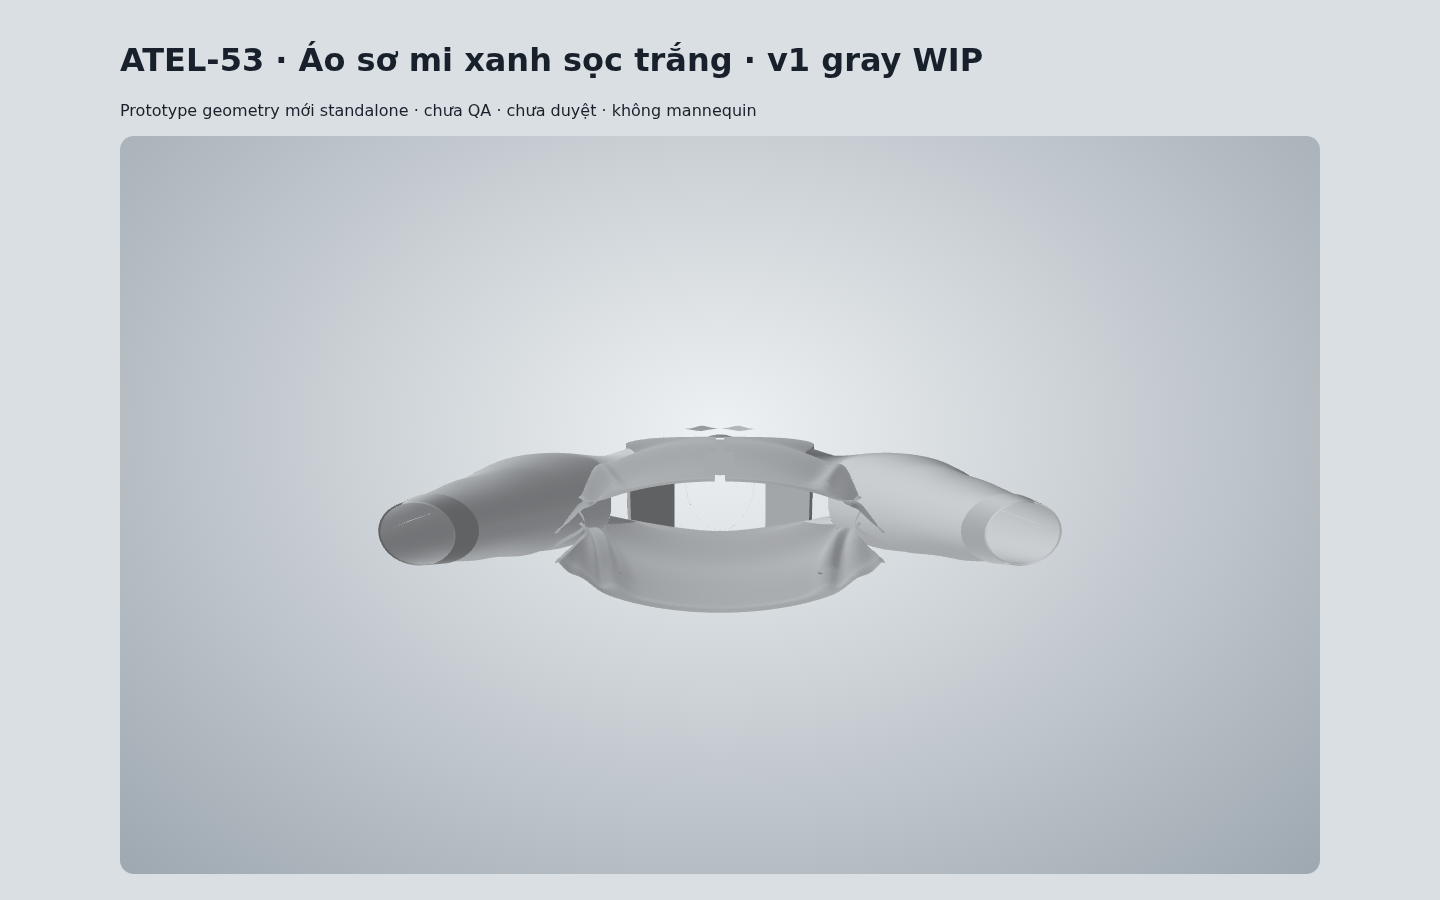 ATEL-53 · Áo sơ mi xanh sọc trắng · v1 gray WIP
Prototype geometry mới standalone · chưa QA · chưa duyệt · không mannequin